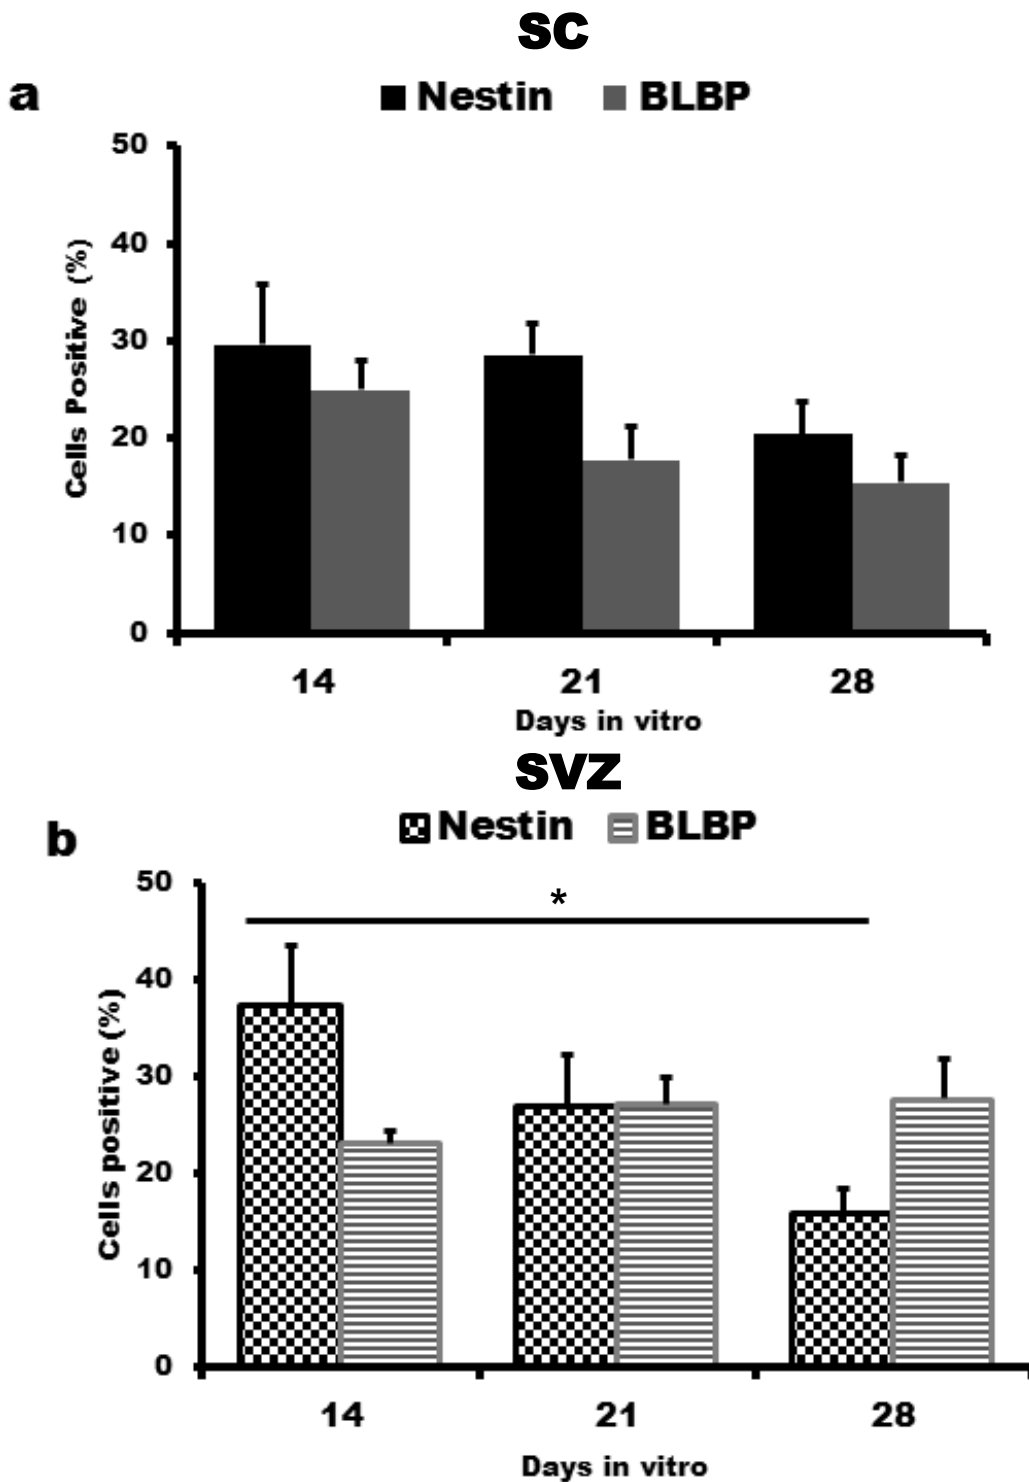 SC
a
Nestin BLBP
50
40
30
20
10
0
Cells Positive (%)
14 21 28
Days in vitro
SVZ
b
Nestin BLBP
50
*
40
30
20
10
0
Cells positive (%)
14 21 28
Days in vitro